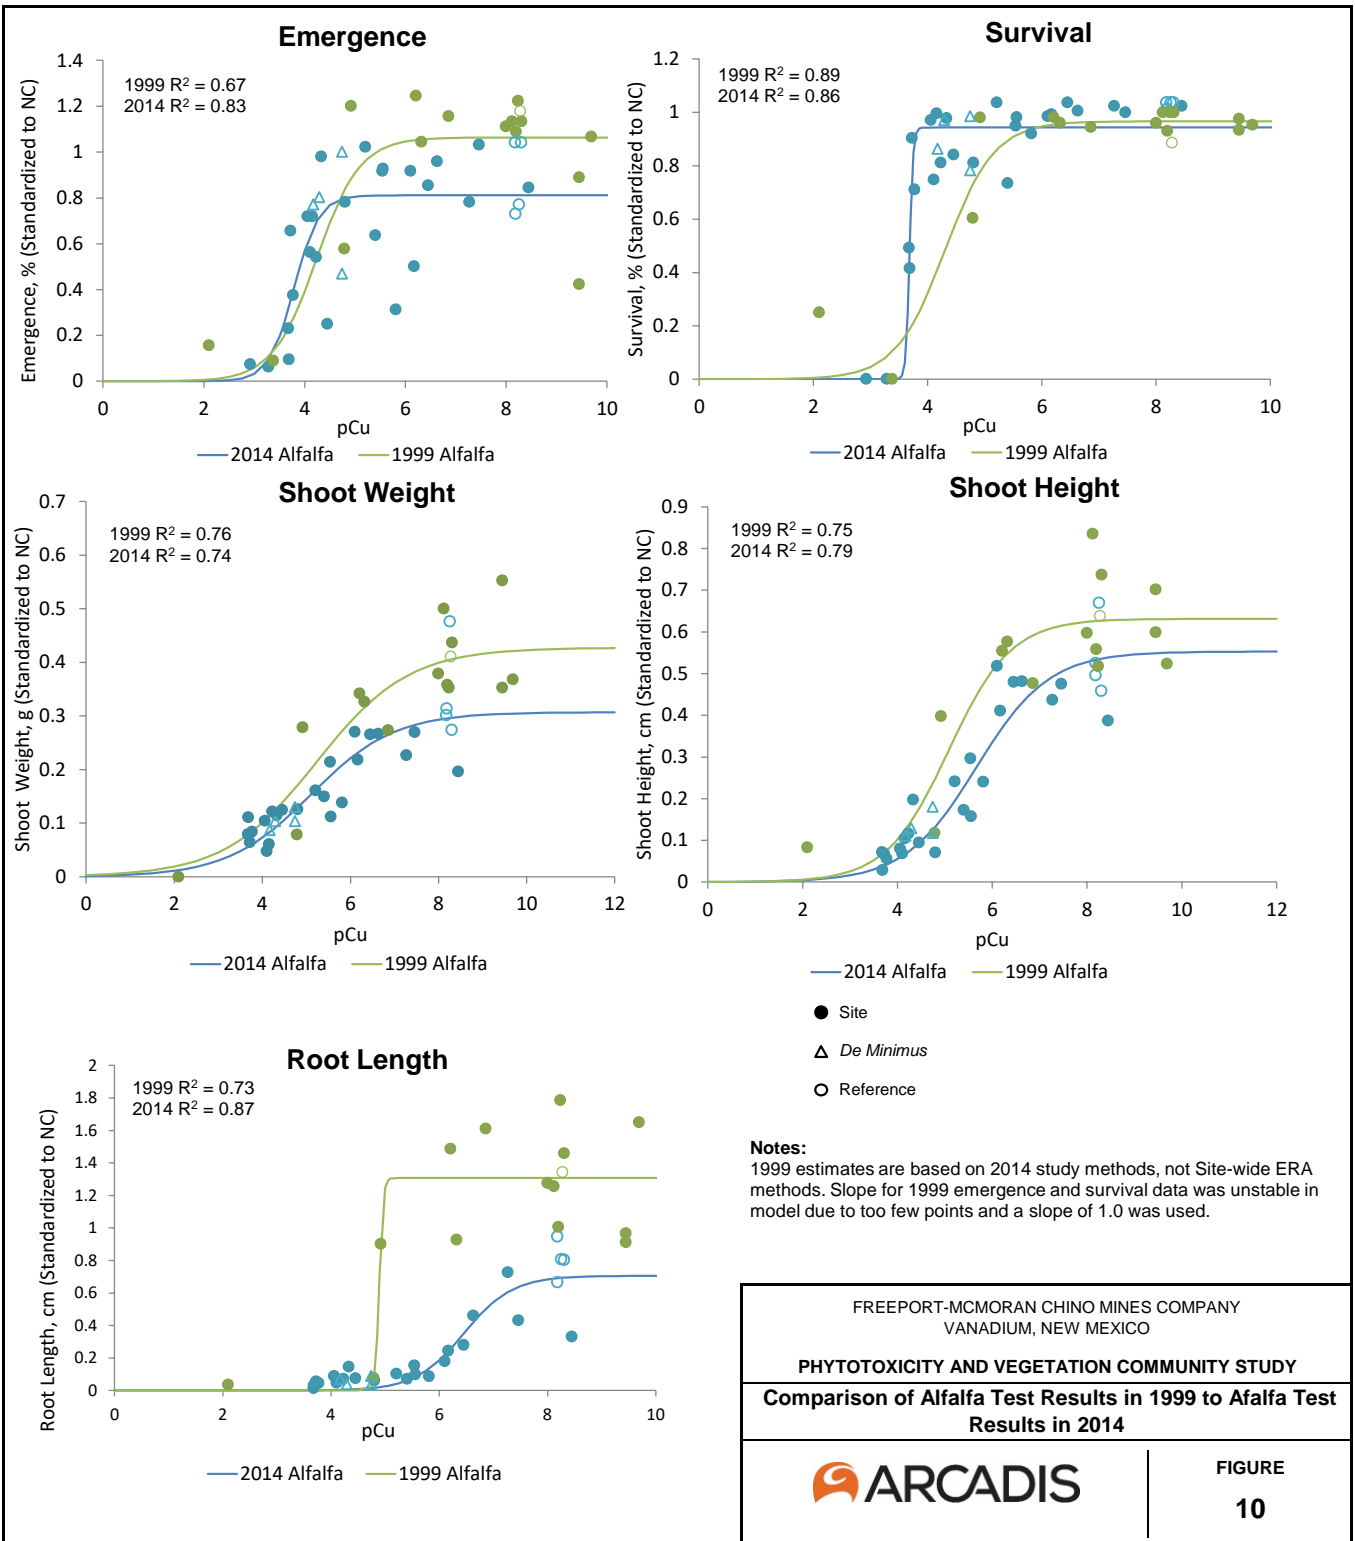 Emergence
1999 R² = 0.67
2014 R² = 0.83
Emergence, % (Standardized to NC)
1.4
1.2
1
0.8
0.6
0.4
0.2
0
0 2 4 6 8 10
pCu
2014 Alfalfa 1999 Alfalfa
Survival
1999 R² = 0.89
2014 R² = 0.86
Survival, % (Standardized to NC)
1.2
1
0.8
0.6
0.4
0.2
0
0 2 4 6 8 10
pCu
2014 Alfalfa 1999 Alfalfa
Shoot Weight
1999 R² = 0.76
2014 R² = 0.74
Shoot Weight, g (Standardized to NC)
0.7
0.6
0.5
0.4
0.3
0.2
0.1
0
0 2 4 6 8 10 12
pCu
2014 Alfalfa 1999 Alfalfa
Shoot Height
1999 R² = 0.75
2014 R² = 0.79
Shoot Height, cm (Standardized to NC)
0.9
0.8
0.7
0.6
0.5
0.4
0.3
0.2
0.1
0
0 2 4 6 8 10 12
pCu
2014 Alfalfa 1999 Alfalfa
Site
De Minimus
Reference
Root Length
1999 R² = 0.73
2014 R² = 0.87
Root Length, cm (Standardized to NC)
2
1.8
1.6
1.4
1.2
1
0.8
0.6
0.4
0.2
0
0 2 4 6 8 10
pCu
2014 Alfalfa 1999 Alfalfa
Notes:
1999 estimates are based on 2014 study methods, not Site-wide ERA
methods. Slope for 1999 emergence and survival data was unstable in
model due to too few points and a slope of 1.0 was used.
FREEPORT-MCMORAN CHINO MINES COMPANY
VANADIUM, NEW MEXICO
PHYTOTOXICITY AND VEGETATION COMMUNITY STUDY
Comparison of Alfalfa Test Results in 1999 to Afalfa Test
Results in 2014
ARCADIS
FIGURE
10